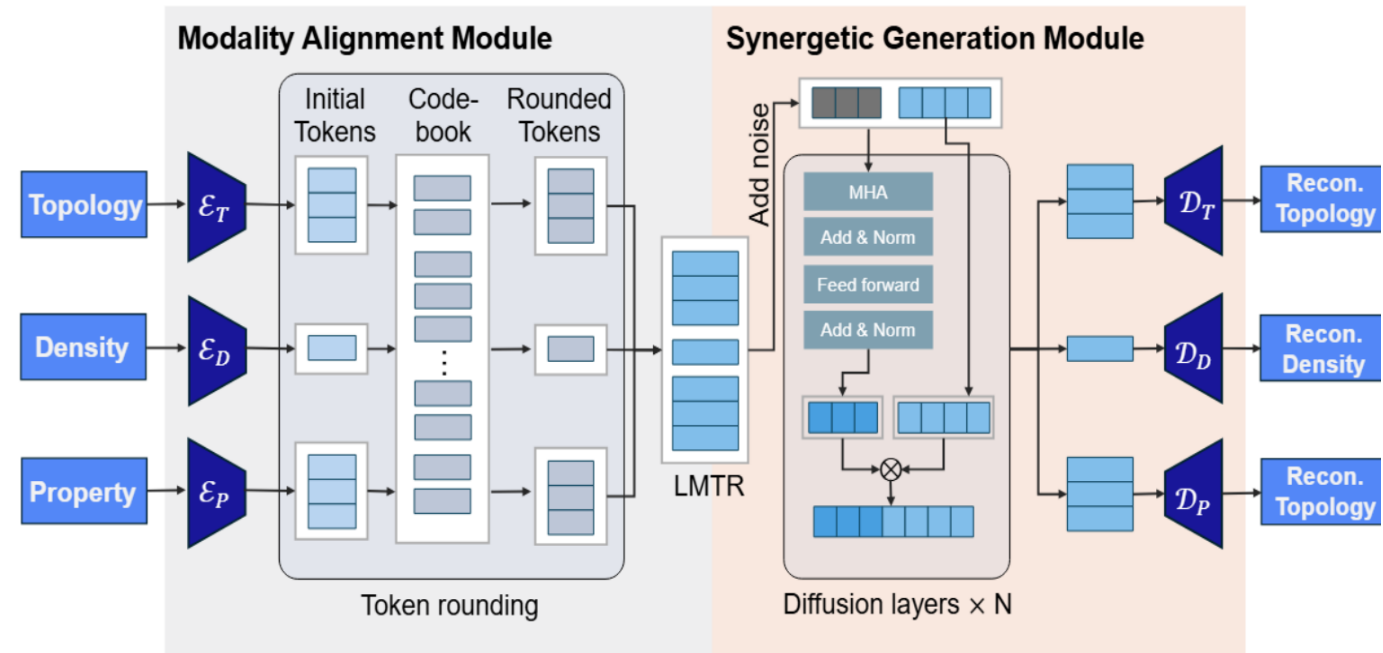 Modality Alignment Module
Synergetic Generation Module
Initial
Tokens
Code-
book
Rounded
Tokens
Topology
Density
Property
ℰ_T
ℰ_D
ℰ_P
⋮
Token rounding
LMTR
Add noise
MHA
Add & Norm
Feed forward
Add & Norm
⊗
Diffusion layers × N
𝒟_T
𝒟_D
𝒟_P
Recon.
Topology
Recon.
Density
Recon.
Topology